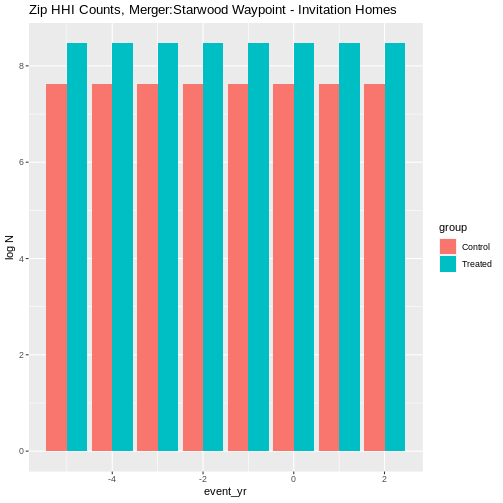 Zip HHI Counts, Merger:Starwood Waypoint - Invitation Homes
log N
8
6
4
2
0
-4
-2
0
2
event_yr
group
Control
Treated